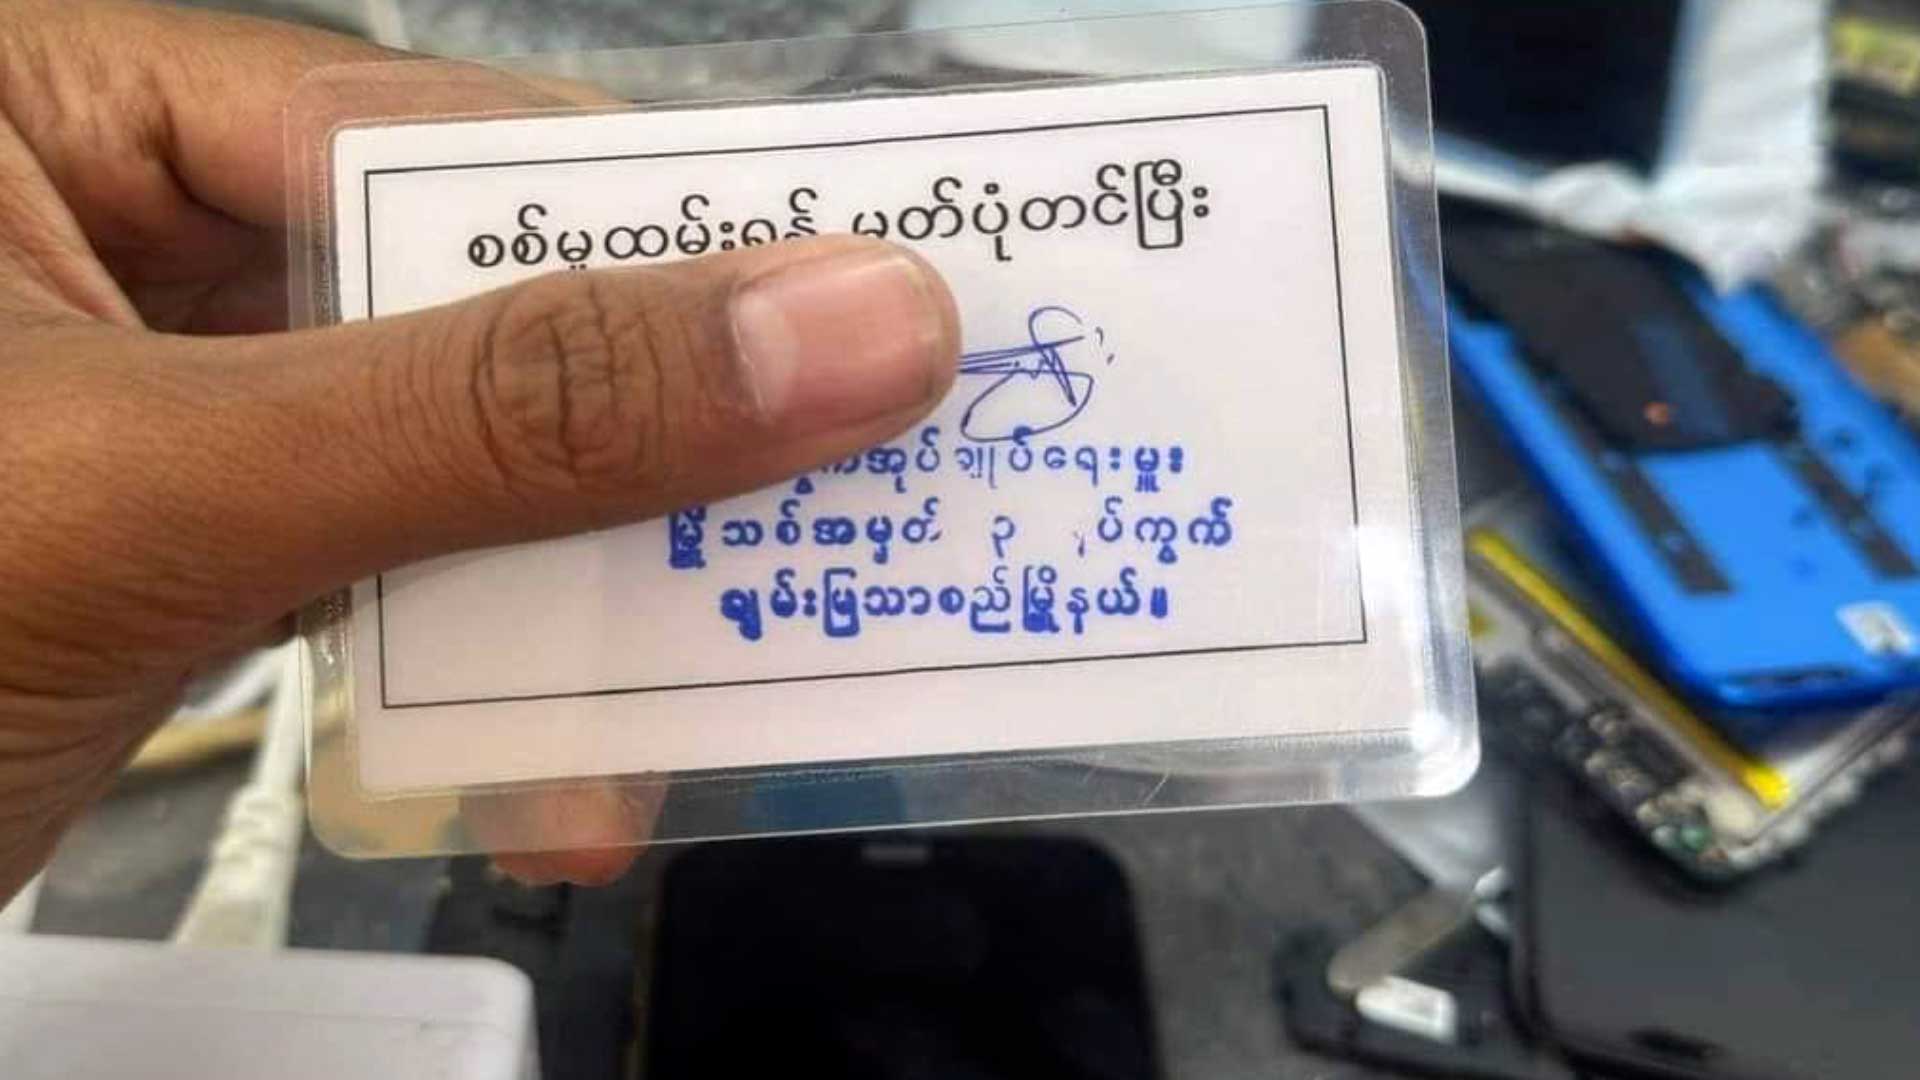 စစ်မှုထမ်းရန် မှတ်ပုံတင်ပြီး
အုပ်ချုပ်ရေးမှူး
မြို့သစ်အမှတ် ၃ ကွက်
ချမ်းမြသာစည်မြို့နယ်။